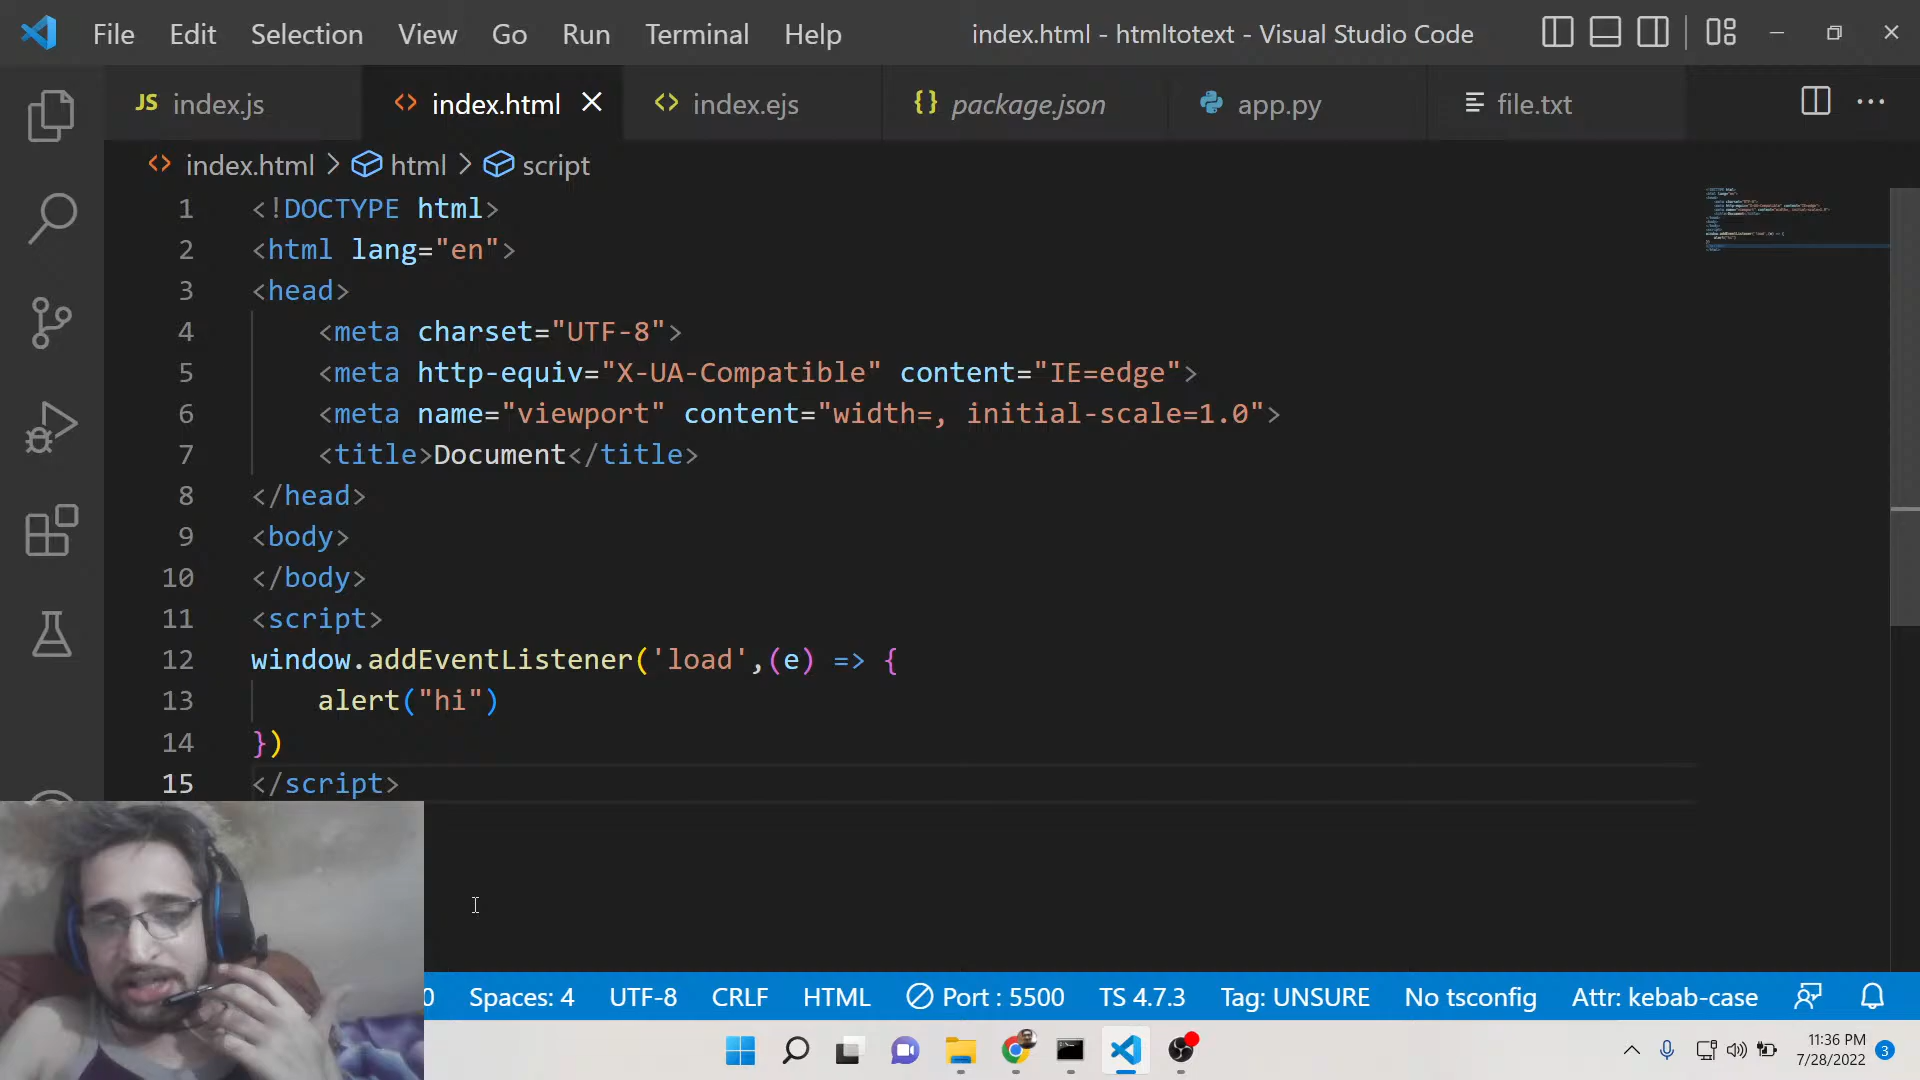 File Edit Selection View Go Run Terminal Help index.html - htmltotext - Visual Studio Code
JS index.js index.html index.ejs package.json app.py file.txt
index.html > html > script
1 <!DOCTYPE html>
2 <html lang="en">
3 <head>
4 <meta charset="UTF-8">
5 <meta http-equiv="X-UA-Compatible" content="IE=edge">
6 <meta name="viewport" content="width=, initial-scale=1.0">
7 <title>Document</title>
8 </head>
9 <body>
10 </body>
11 <script>
12 window.addEventListener('load',(e) => {
13 alert("hi")
14 })
15 </script>
0 Spaces: 4 UTF-8 CRLF HTML Port : 5500 TS 4.7.3 Tag: UNSURE No tsconfig Attr: kebab-case
11:36 PM
7/28/2022 3